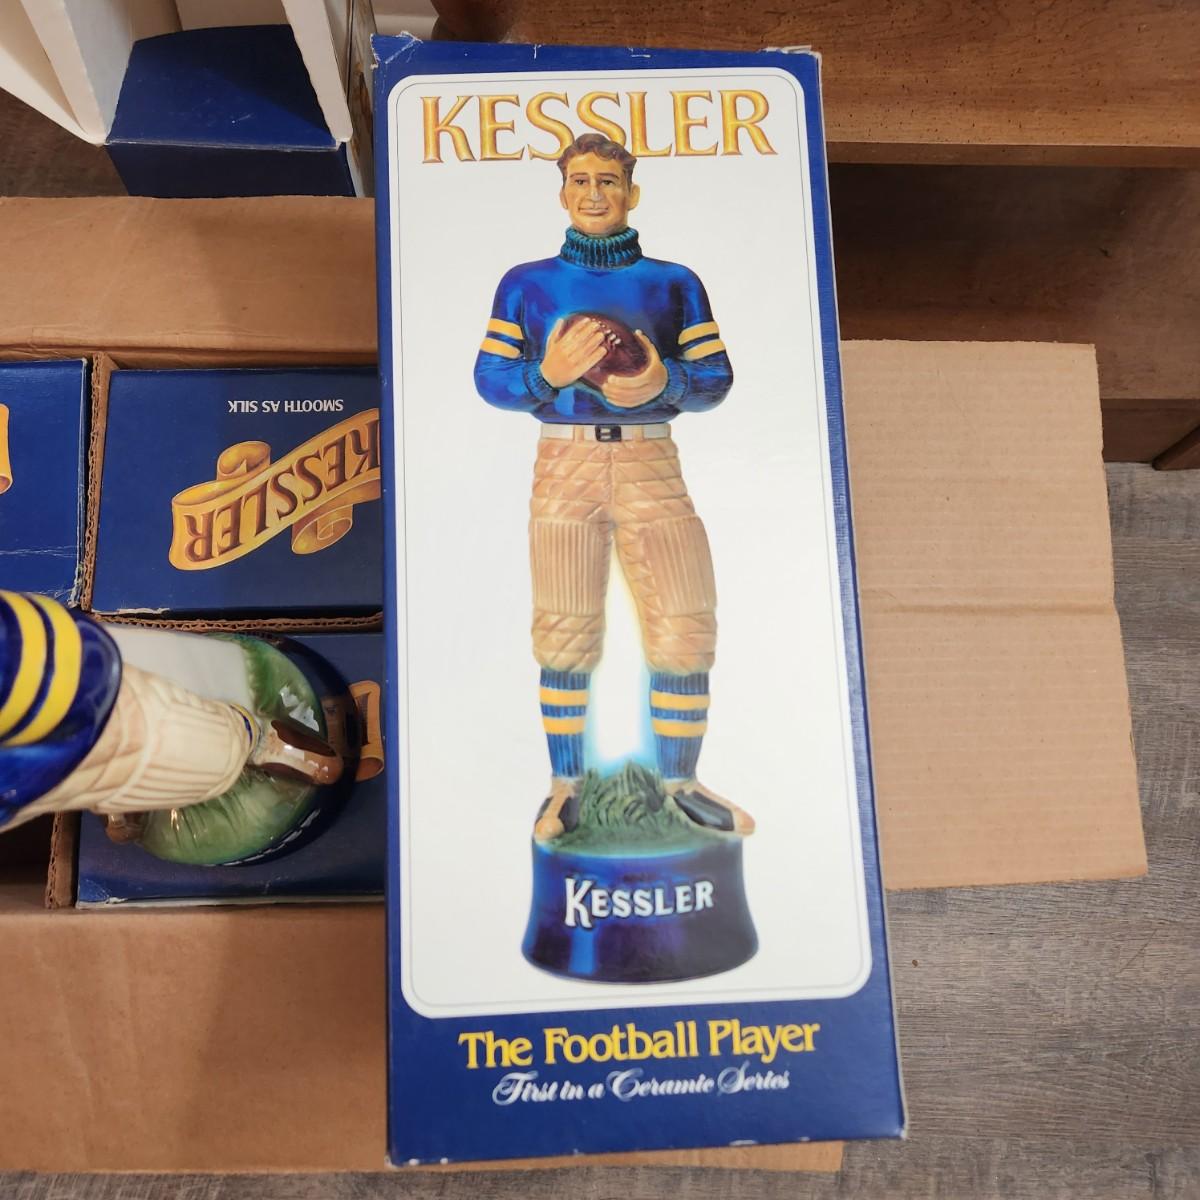 KESSLER
KESSLER
The Football Player
First in a Ceramic Series
SMOOTH AS SILK
KESSLER